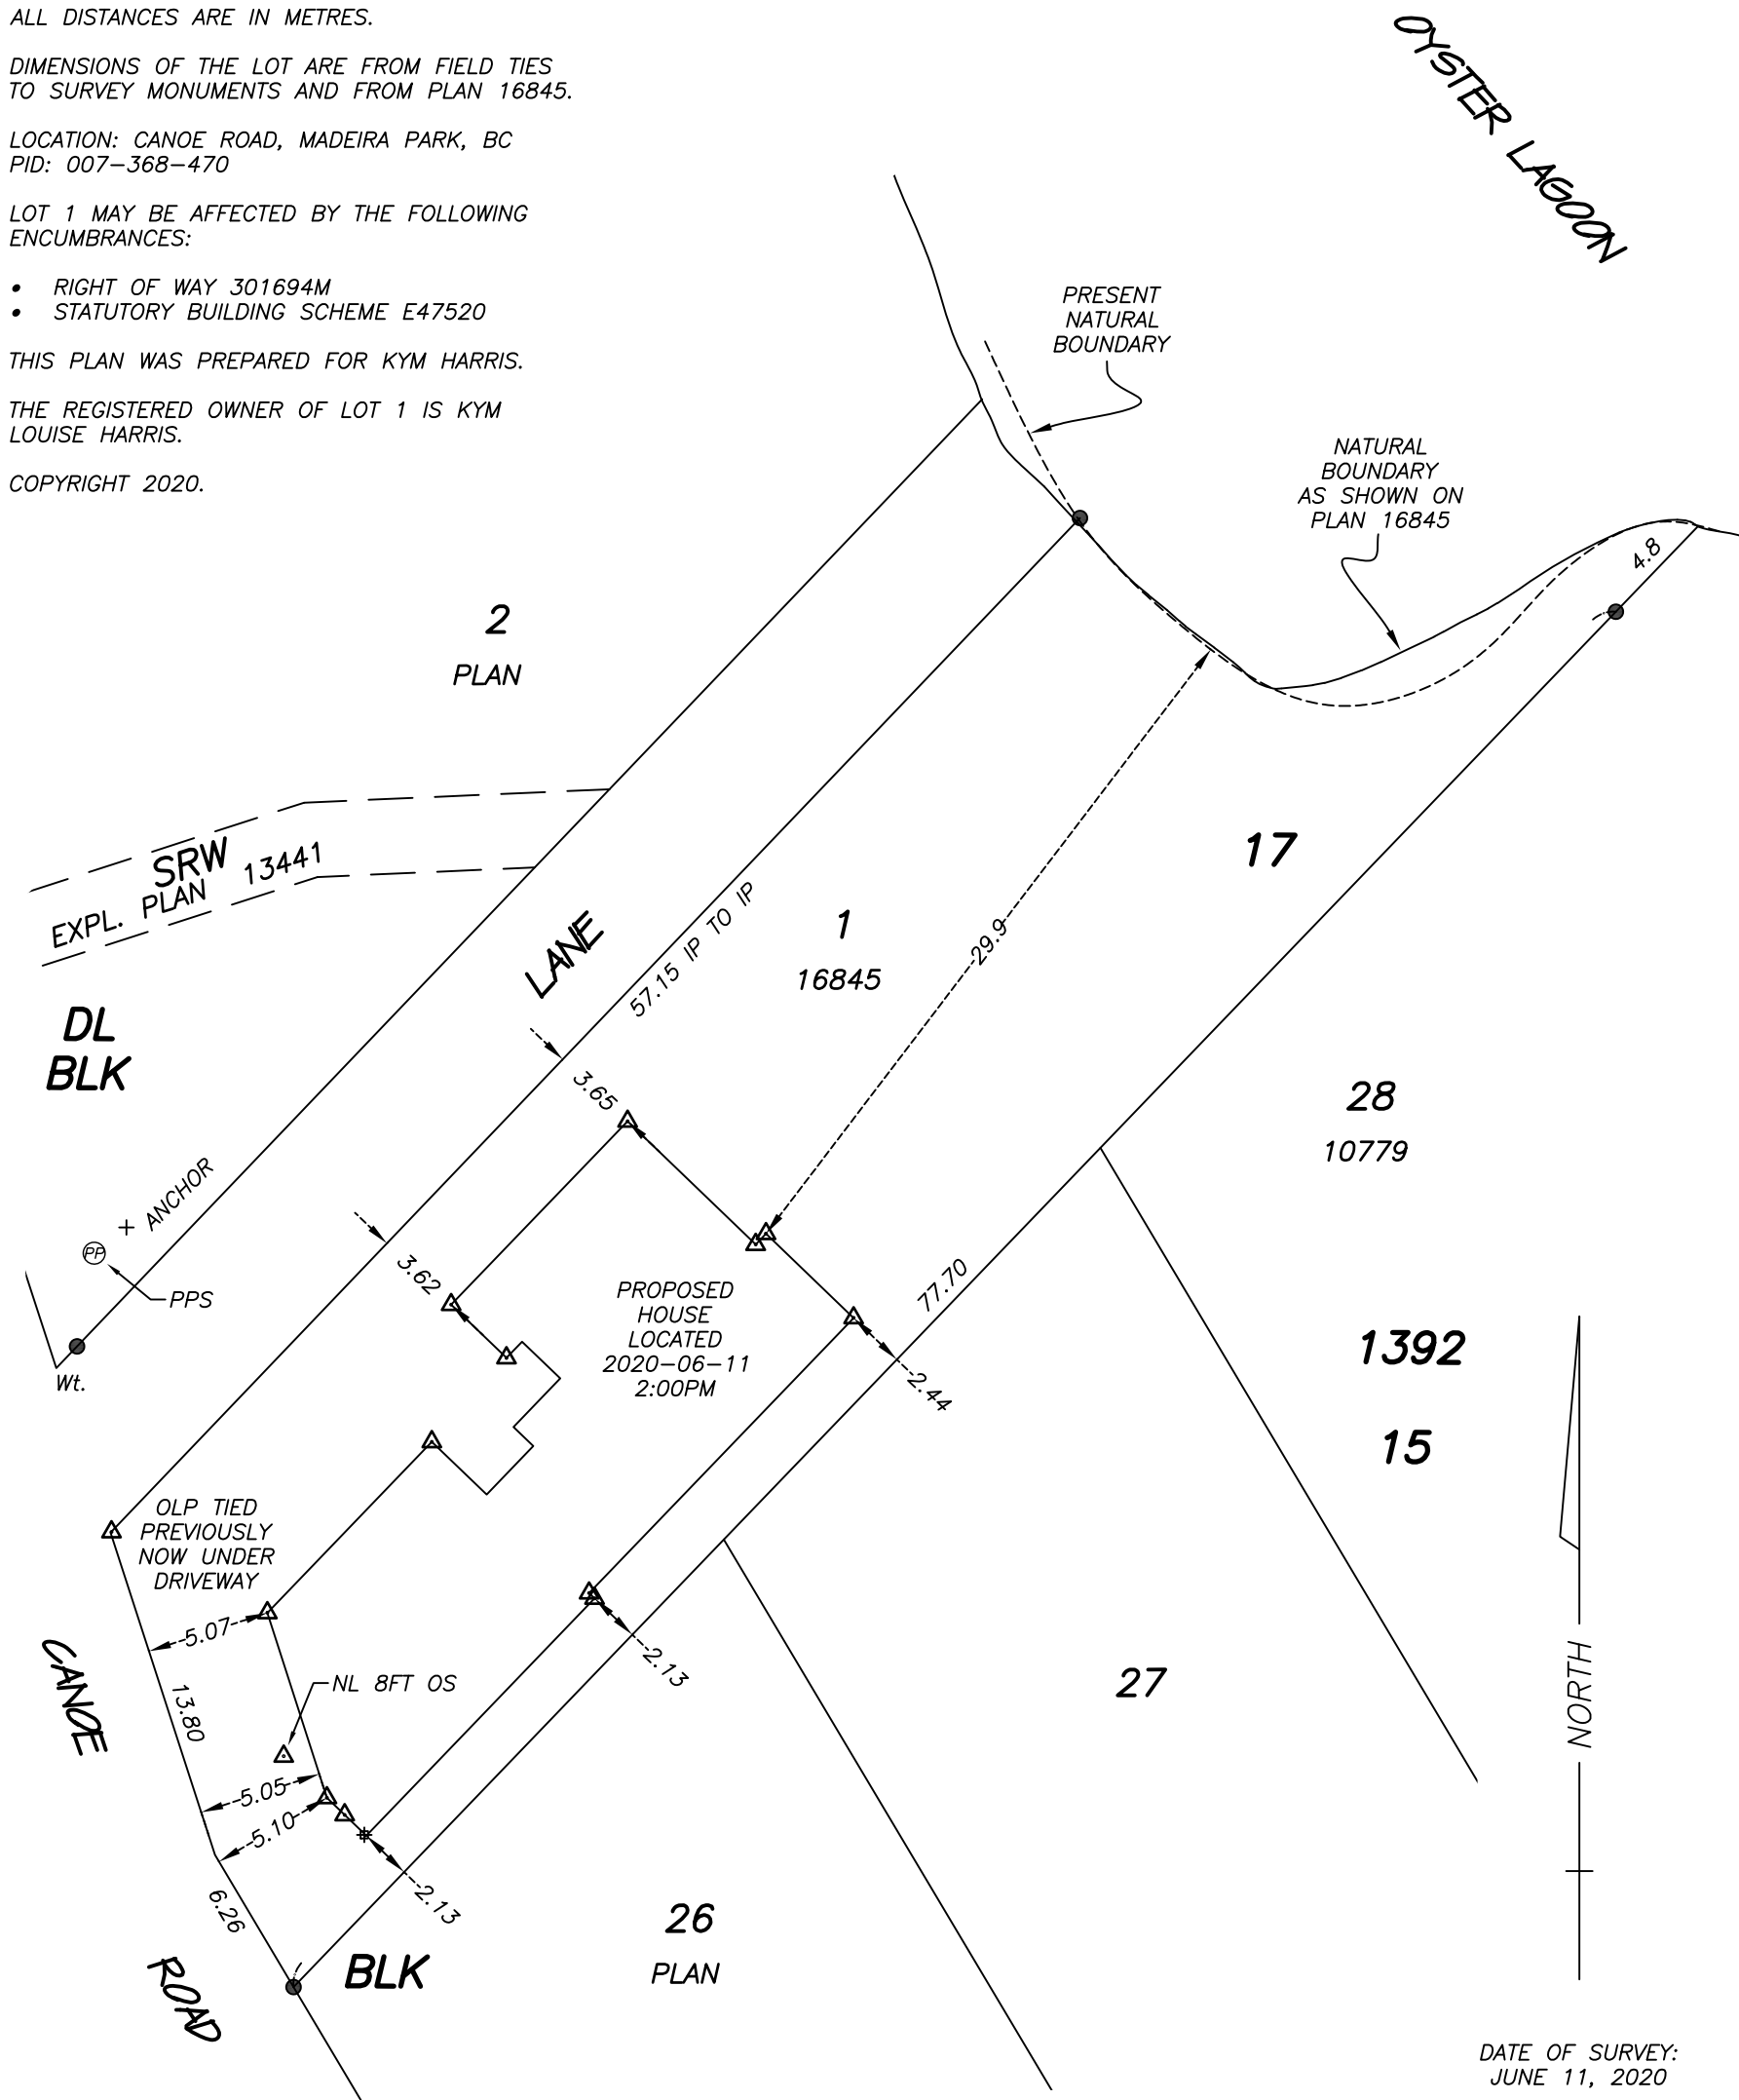 ALL DISTANCES ARE IN METRES.
DIMENSIONS OF THE LOT ARE FROM FIELD TIES
TO SURVEY MONUMENTS AND FROM PLAN 16845.
LOCATION: CANOE ROAD, MADEIRA PARK, BC
PID: 007-368-470
LOT 1 MAY BE AFFECTED BY THE FOLLOWING
ENCUMBRANCES:
• RIGHT OF WAY 301694M
• STATUTORY BUILDING SCHEME E47520
THIS PLAN WAS PREPARED FOR KYM HARRIS.
THE REGISTERED OWNER OF LOT 1 IS KYM
LOUISE HARRIS.
COPYRIGHT 2020.
OYSTER LAGOON
PRESENT
NATURAL
BOUNDARY
NATURAL
BOUNDARY
AS SHOWN ON
PLAN 16845
4.8
2
PLAN
SRW
EXPL. PLAN 13441
LANE
57.15 IP TO IP
1
16845
29.9
17
DL
BLK
28
10779
3.65
3.62
+ ANCHOR
PP
PPS
Wt.
PROPOSED
HOUSE
LOCATED
2020-06-11
2:00PM
77.70
2.44
1392
15
OLP TIED
PREVIOUSLY
NOW UNDER
DRIVEWAY
5.07
2.13
NL 8FT OS
13.80
CANOE
5.05
5.10
2.13
6.26
ROAD
BLK
27
26
PLAN
NORTH
DATE OF SURVEY:
JUNE 11, 2020